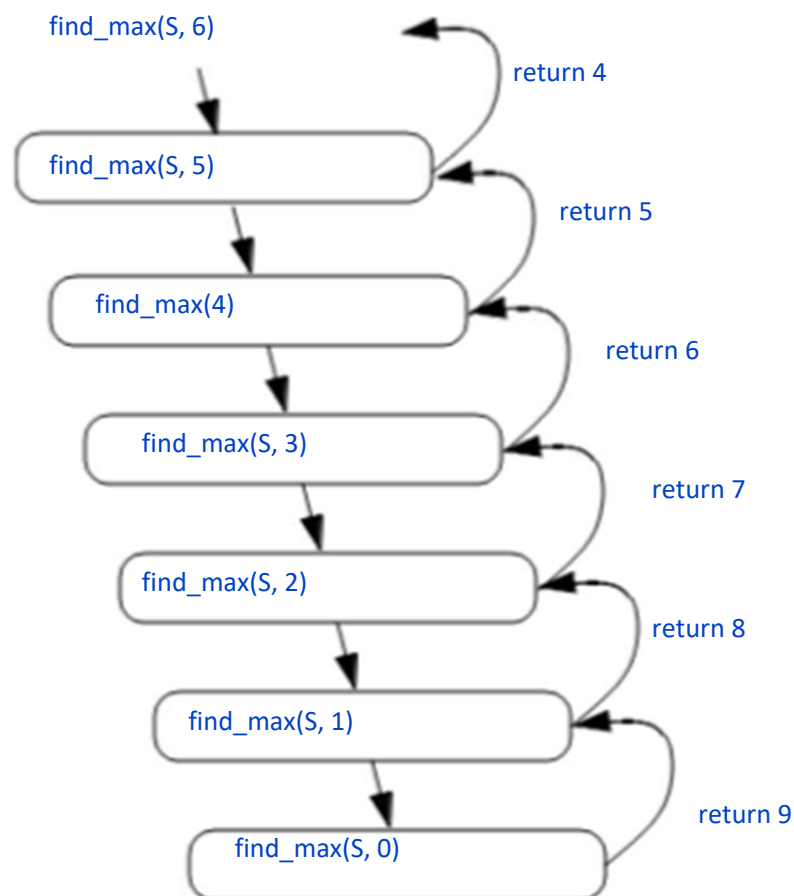 find_max(S, 6)
return 4
find_max(S, 5)
return 5
find_max(4)
return 6
find_max(S, 3)
return 7
find_max(S, 2)
return 8
find_max(S, 1)
return 9
find_max(S, 0)